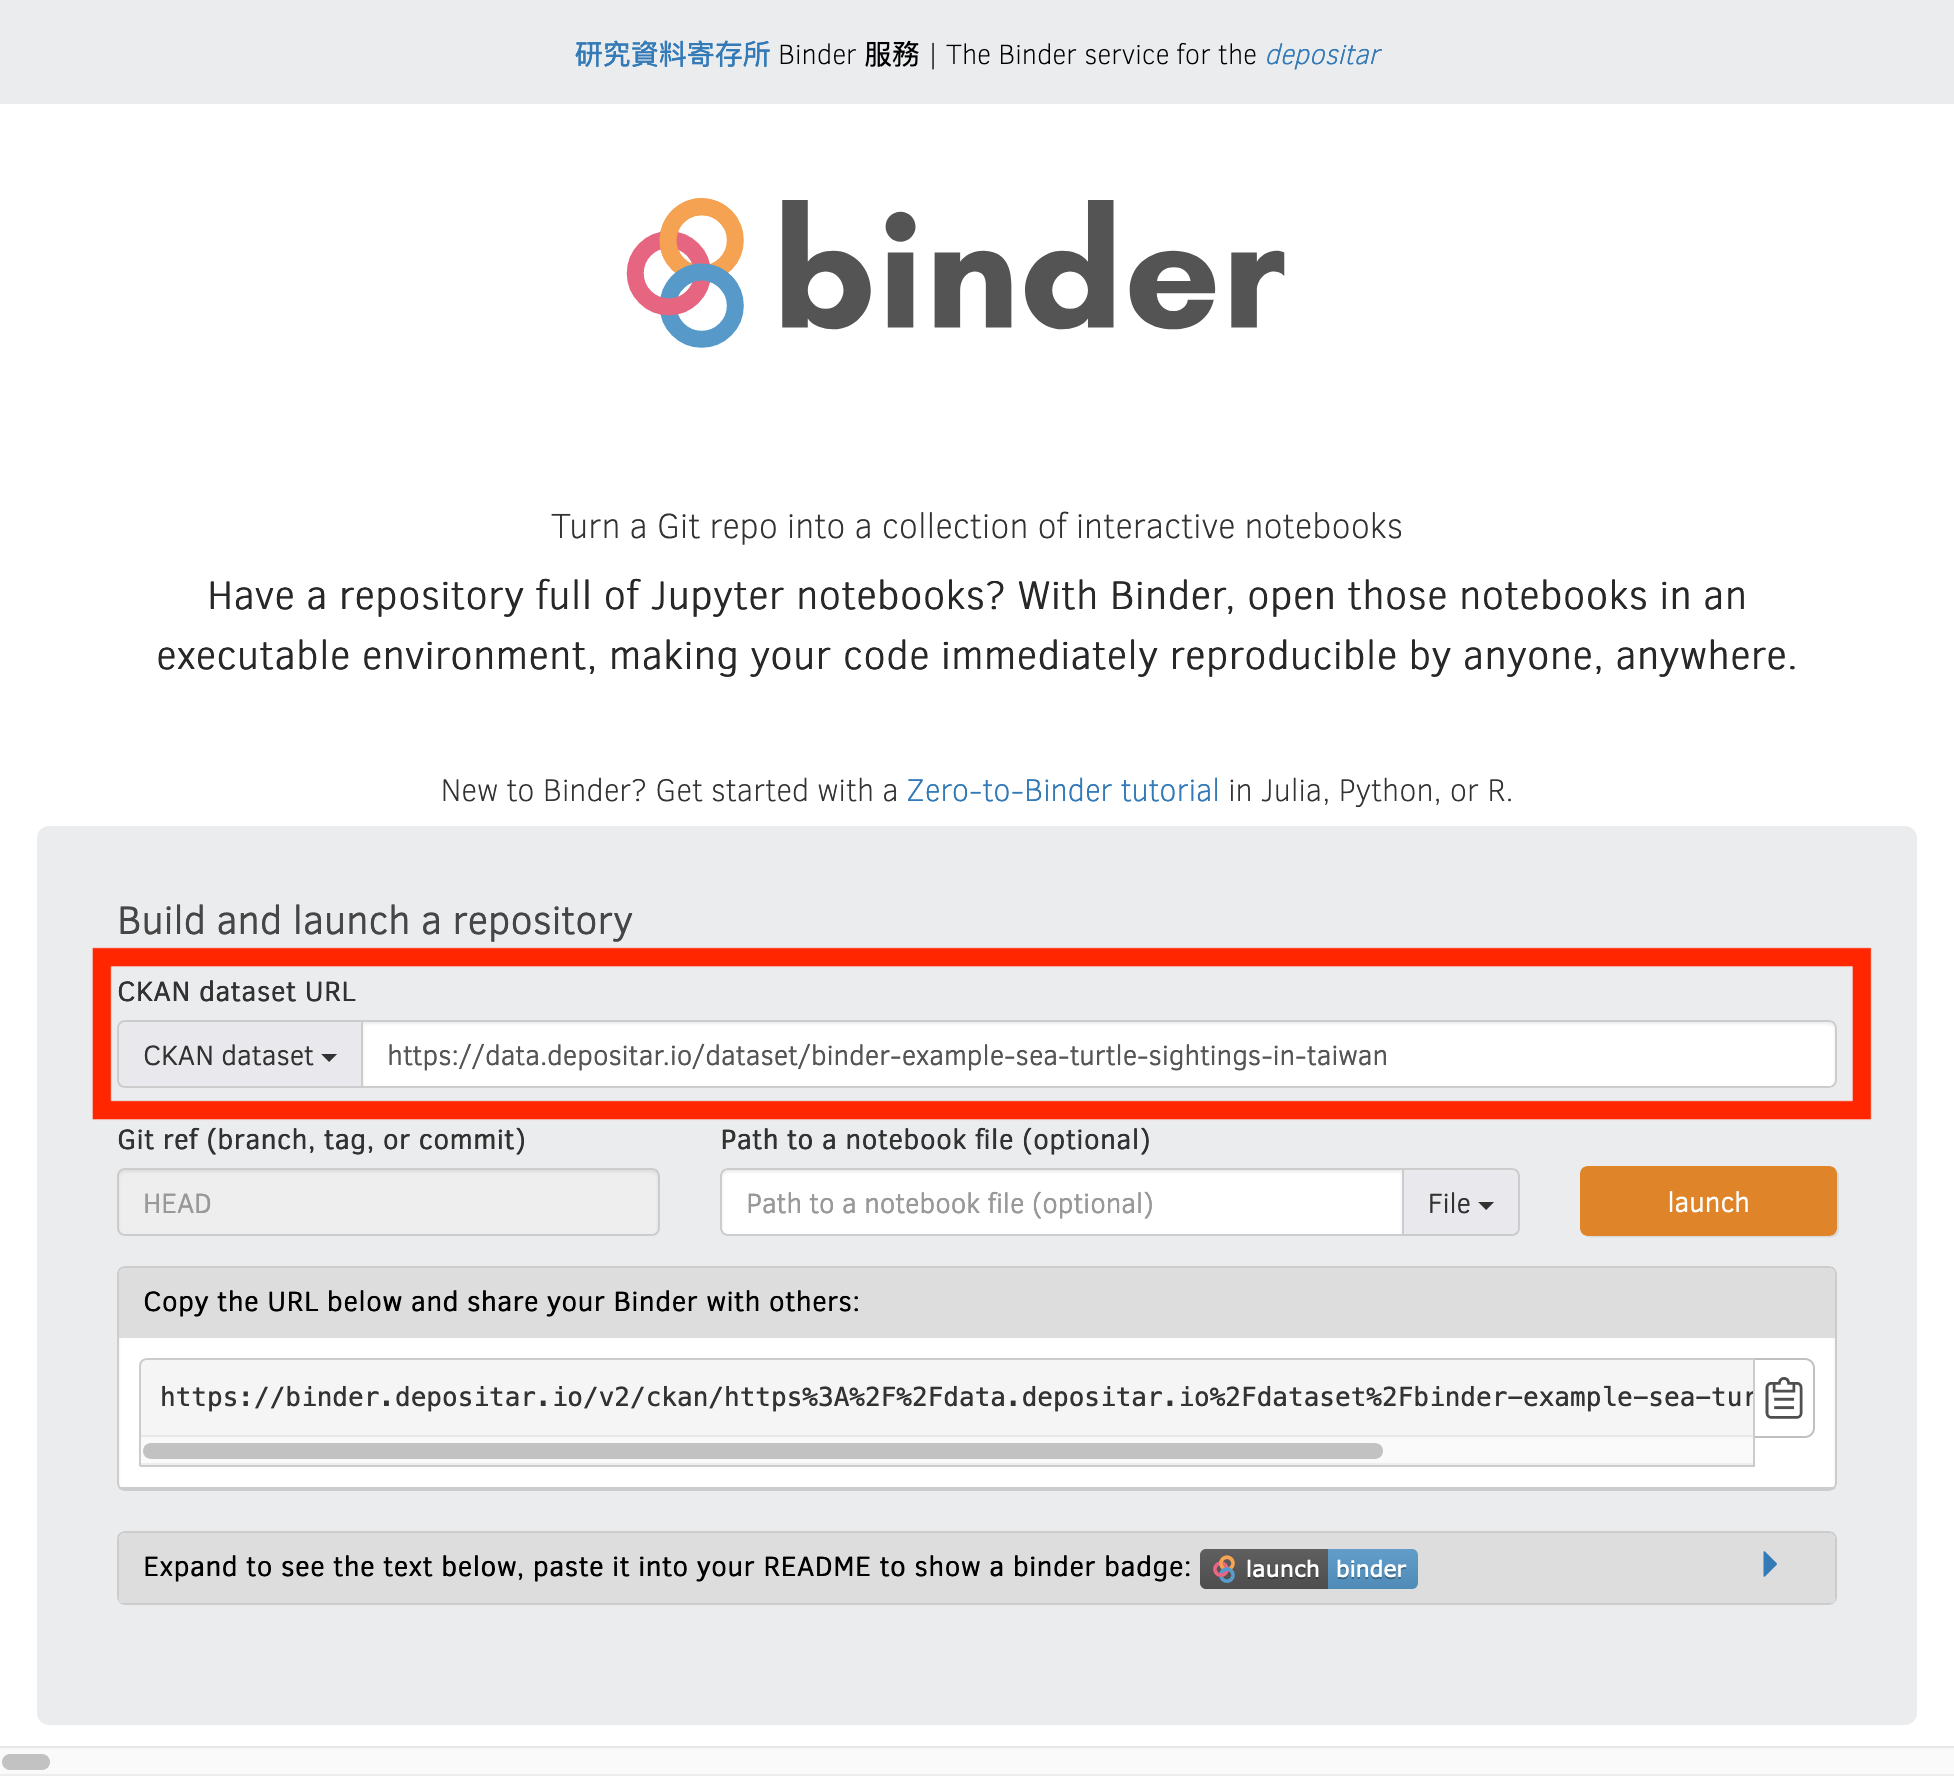 研究資料寄存所 Binder 服務 | The Binder service for the depositar
binder
Turn a Git repo into a collection of interactive notebooks
Have a repository full of Jupyter notebooks? With Binder, open those notebooks in an
executable environment, making your code immediately reproducible by anyone, anywhere.
New to Binder? Get started with a Zero-to-Binder tutorial in Julia, Python, or R.
Build and launch a repository
CKAN dataset URL
CKAN dataset https://data.depositar.io/dataset/binder-example-sea-turtle-sightings-in-taiwan
Git ref (branch, tag, or commit) Path to a notebook file (optional)
HEAD Path to a notebook file (optional) File launch
Copy the URL below and share your Binder with others:
https://binder.depositar.io/v2/ckan/https%3A%2F%2Fdata.depositar.io%2Fdataset%2Fbinder-example-sea-tur
Expand to see the text below, paste it into your README to show a binder badge: launch binder